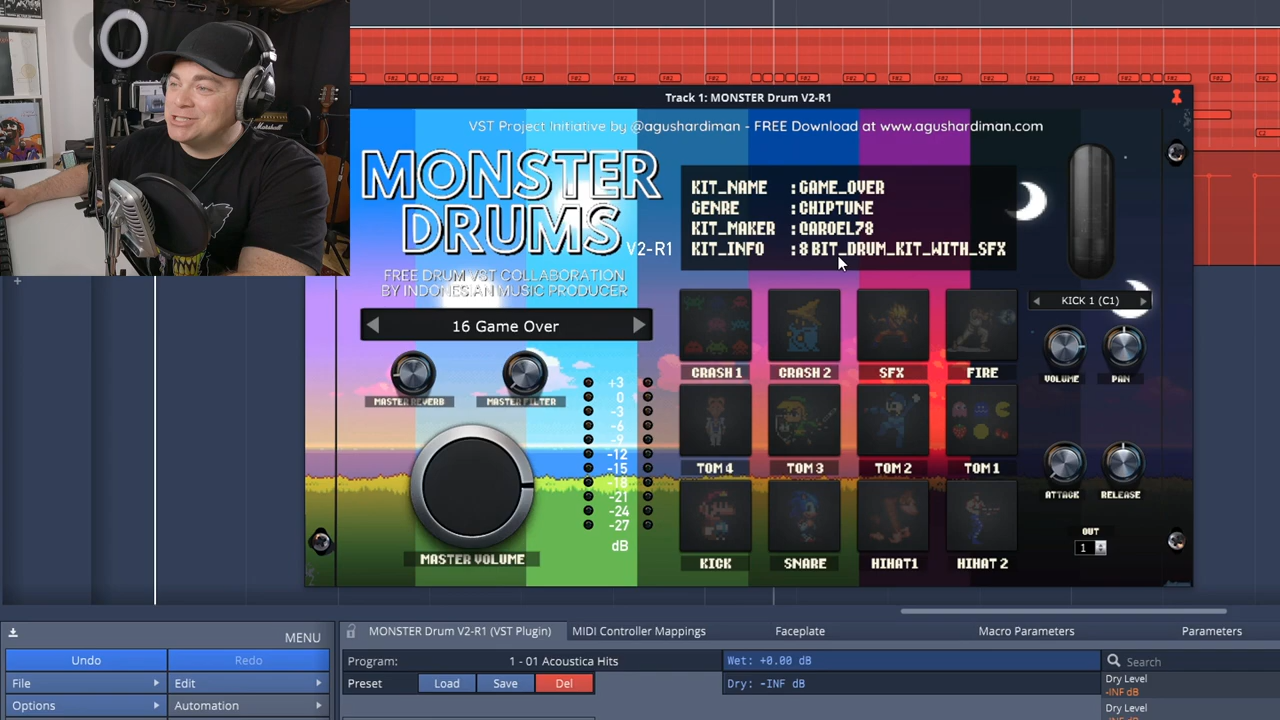 Track 1: MONSTER Drum V2-R1
VST Project Initiative by @agushardiman - FREE Download at www.agushardiman.com
MONSTER
DRUMS
V2-R1
FREE DRUM VST COLLABORATION
BY INDONESIAN MUSIC PRODUCER
KIT_NAME : GAME_OVER
GENRE : CHIPTUNE
KIT_MAKER : @AROEL78
KIT_INFO : 8 BIT_DRUM_KIT_WITH_SFX
16 Game Over
KICK 1 (C1)
MASTER REVERB
MASTER FILTER
VOLUME
PAN
CRASH 1
CRASH 2
SFX
FIRE
+3
0
-3
-6
-9
-12
-15
-18
-21
-24
-27
dB
TOM 4
TOM 3
TOM 2
TOM 1
ATTACK
RELEASE
OUT
1
MASTER VOLUME
KICK
SNARE
HIHAT1
HIHAT 2
MENU
Undo
Redo
File
Edit
Options
Automation
MONSTER Drum V2-R1 (VST Plugin)
MIDI Controller Mappings
Faceplate
Macro Parameters
Parameters
Program: 1 - 01 Acoustica Hits
Preset Load Save Del
Wet: +0.00 dB
Dry: -INF dB
Search
Dry Level
-INF dB
Dry Level
Marshall